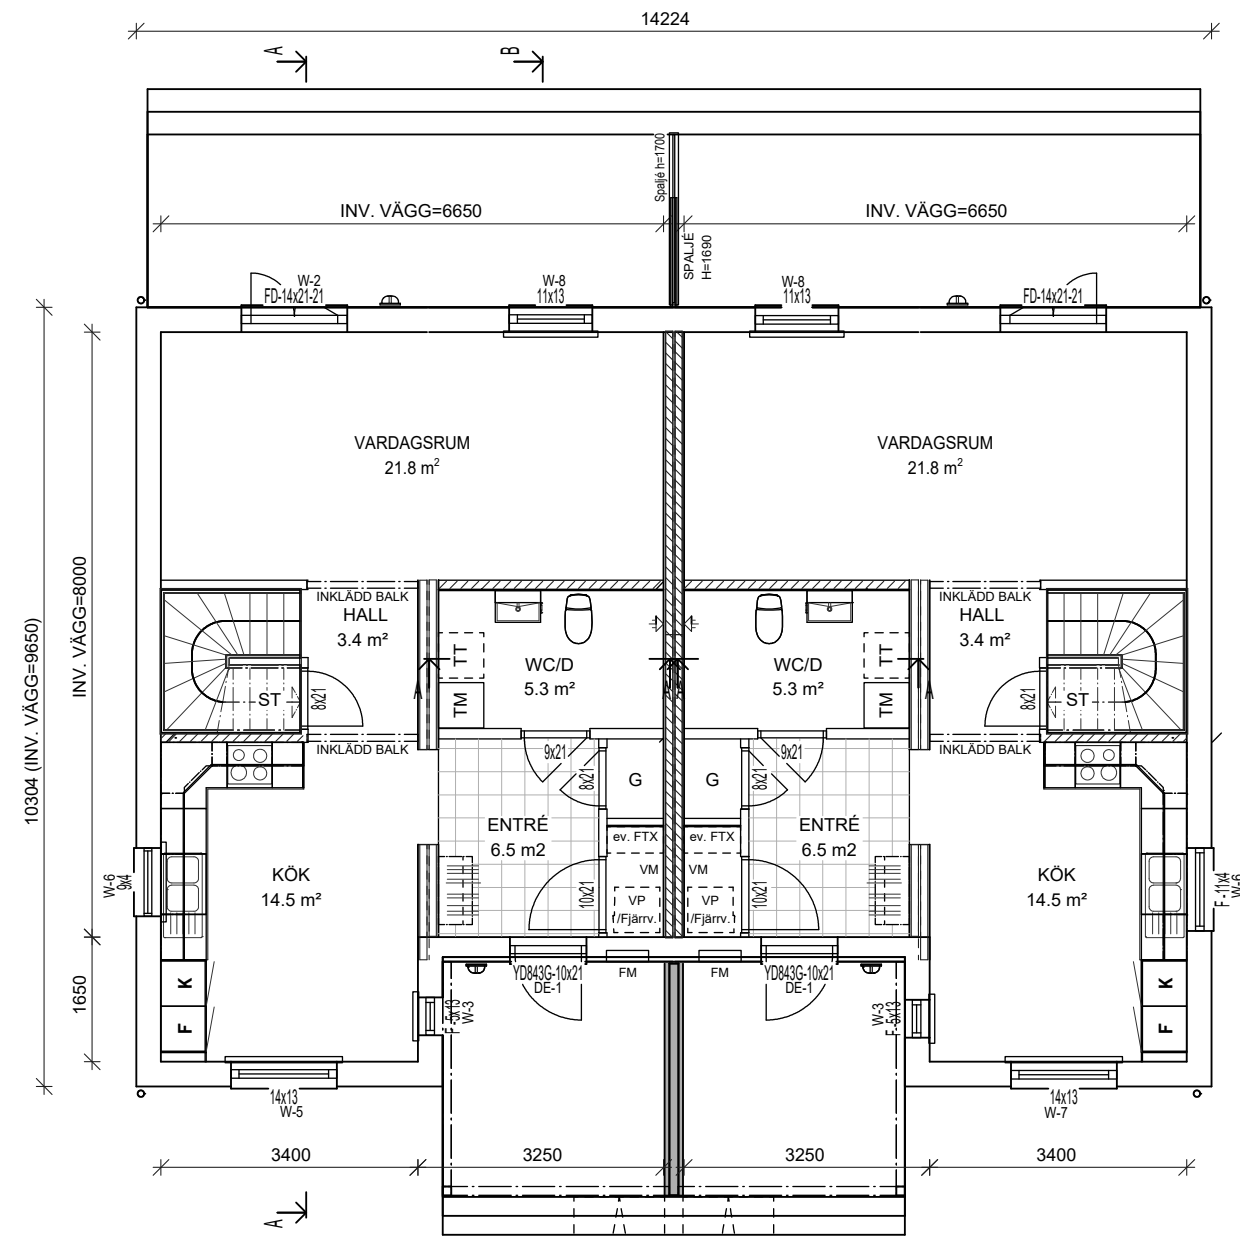 14224
A
B
Spaljé h=1700
INV. VÄGG=6650
INV. VÄGG=6650
SPALJÉ
H=1690
W-2
FD-14x21-21
W-8
11x13
W-8
11x13
FD-14x21-21
10304 (INV. VÄGG=9650)
INV. VÄGG=8000
VARDAGSRUM
21.8 m²
VARDAGSRUM
21.8 m²
INKLÄDD BALK
HALL
3.4 m²
INKLÄDD BALK
HALL
3.4 m²
TT
WC/D
5.3 m²
WC/D
5.3 m²
TT
ST
8x21
A
TM
TM
A
8x21
ST
INKLÄDD BALK
INKLÄDD BALK
9x21
8x21
G
G
8x21
9x21
ENTRÉ
6.5 m2
ev. FTX
ev. FTX
ENTRÉ
6.5 m2
KÖK
14.5 m²
VM
VM
KÖK
14.5 m²
W-6
9x4
10x21
VP
/Fjärrv.
VP
/Fjärrv.
10x21
F-11x4
W-6
1650
K
F
YD843G-10x21
DE-1
FM
FM
YD843G-10x21
DE-1
K
F
F-5x13
W-3
W-3
F-5x13
14x13
W-5
14x13
W-7
3400
3250
3250
3400
A